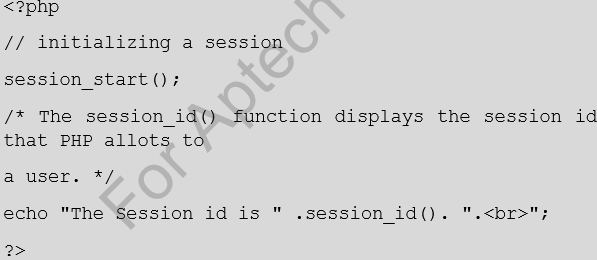 <?php
// initializing a session
session_start();
/* The session_id() function displays the session id
that PHP allots to
a user. */
echo "The Session id is " .session_id(). ".<br>";
?>
For Aptech